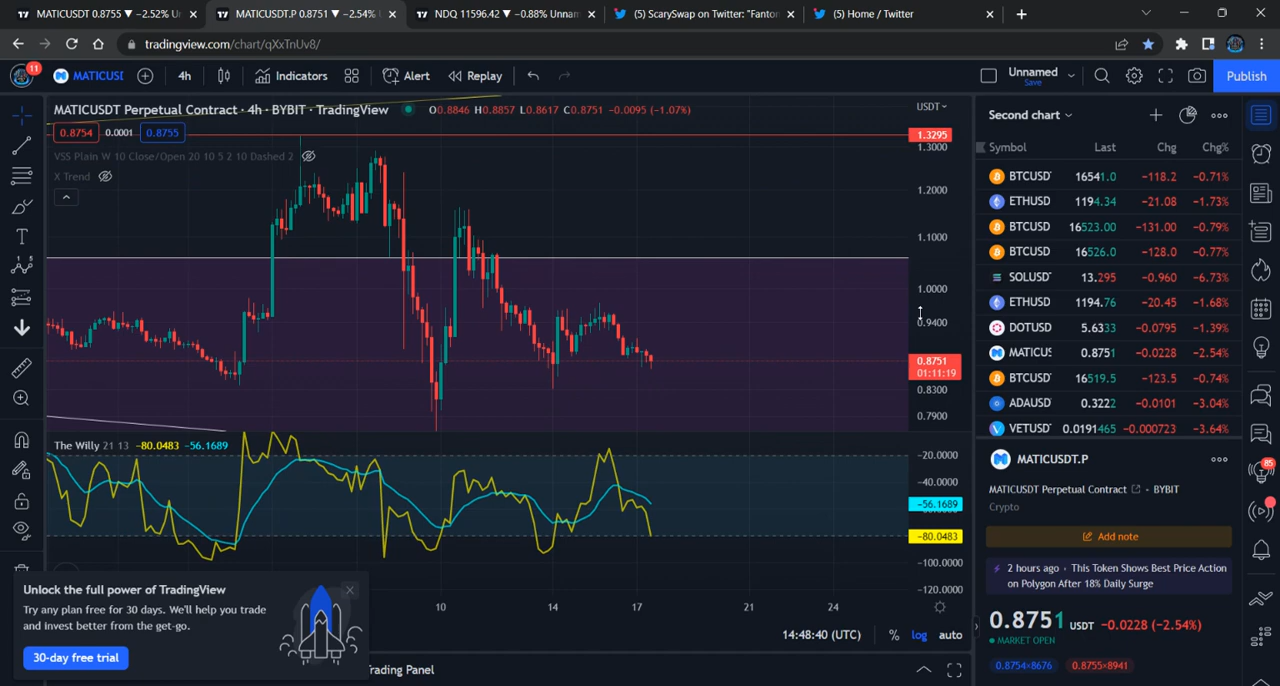 MATICUSDT 0.8755 ▼ −2.52% U
MATICUSDT.P 0.8751 ▼ −2.54%
NDQ 11596.42 ▼ −0.88% Unnam
(5) ScarySwap on Twitter: "Fanton
(5) Home / Twitter
tradingview.com/chart/qXxTnUv8/
11
MATICUSI
4h
Indicators
Alert
Replay
Unnamed
Save
Publish
MATICUSDT Perpetual Contract · 4h · BYBIT · TradingView
O0.8846 H0.8857 L0.8617 C0.8751 −0.0095 (−1.07%)
0.8754
0.0001
0.8755
VSS Plain W 10 Close/Open 20 10 5 2 10 Dashed 2
X Trend
USDT
1.3295
1.3000
1.2000
1.1000
1.0000
0.9400
0.8751
01:11:19
0.8300
0.7900
The Willy 21 13 −80.0483 −56.1689
−20.0000
−40.0000
−56.1689
−80.0483
−100.0000
−120.0000
10
14
17
21
24
14:48:40 (UTC)
%
log
auto
Unlock the full power of TradingView
Try any plan free for 30 days. We'll help you trade
and invest better from the get-go.
30-day free trial
rading Panel
Second chart
Symbol Last Chg Chg%
BTCUSD 16541.0 −118.2 −0.71%
ETHUSD 1194.34 −21.08 −1.73%
BTCUSD 16523.00 −131.00 −0.79%
BTCUSD 16526.0 −128.0 −0.77%
SOLUSD 13.295 −0.960 −6.73%
ETHUSD 1194.76 −20.45 −1.68%
DOTUSD 5.6333 −0.0795 −1.39%
MATICUS 0.8751 −0.0228 −2.54%
BTCUSD 16519.5 −123.5 −0.74%
ADAUSD 0.3222 −0.0101 −3.04%
VETUSD 0.0191465 −0.000723 −3.64%
MATICUSDT.P
MATICUSDT Perpetual Contract · BYBIT
Crypto
Add note
2 hours ago · This Token Shows Best Price Action
on Polygon After 18% Daily Surge
0.8751 USDT −0.0228 (−2.54%)
MARKET OPEN
0.8754×8676
0.8755×8941
85